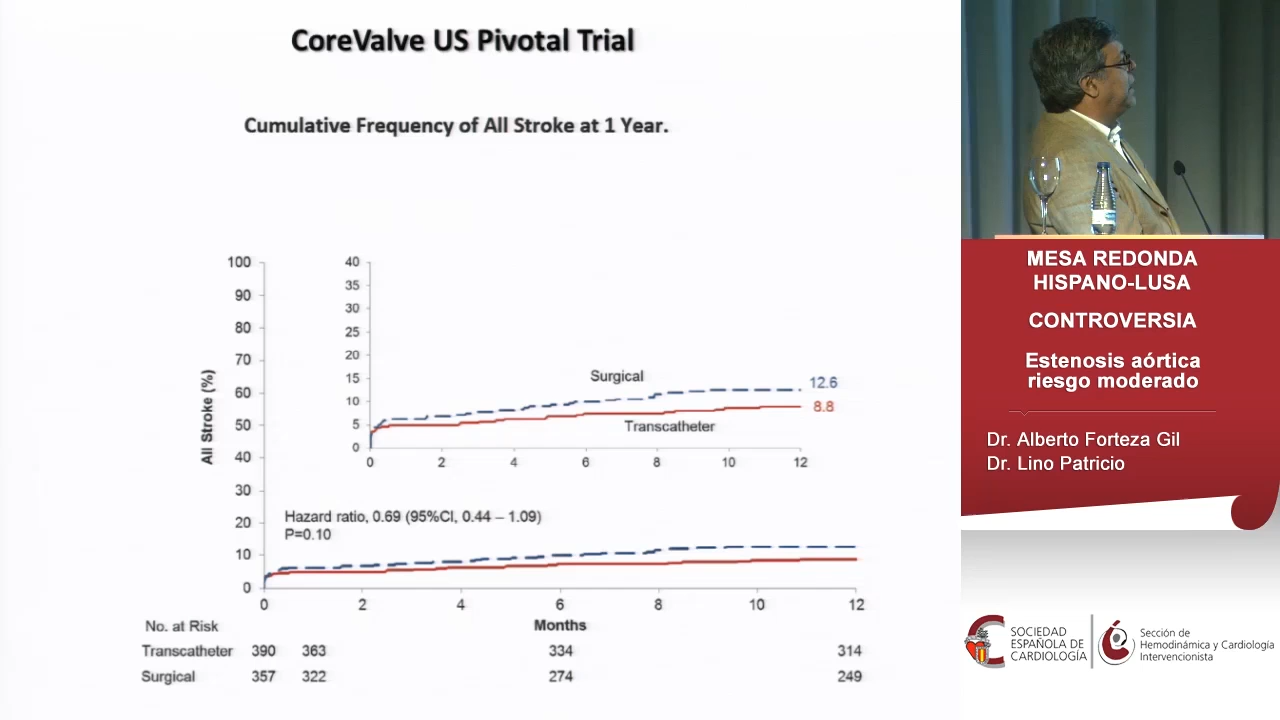 CoreValve US Pivotal Trial
Cumulative Frequency of All Stroke at 1 Year.
100
90
80
70
60
50
40
30
20
10
0
All Stroke (%)
40
35
30
25
20
15
10
5
0
Surgical
12.6
8.8
Transcatheter
0 2 4 6 8 10 12
Hazard ratio, 0.69 (95%CI, 0.44 – 1.09)
P=0.10
0 2 4 6 8 10 12
Months
No. at Risk
Transcatheter 390 363 334 314
Surgical 357 322 274 249
MESA REDONDA
HISPANO-LUSA
CONTROVERSIA
Estenosis aórtica
riesgo moderado
Dr. Alberto Forteza Gil
Dr. Lino Patricio
SOCIEDAD
ESPAÑOLA DE
CARDIOLOGÍA
Sección de
Hemodinámica y Cardiología
Intervencionista